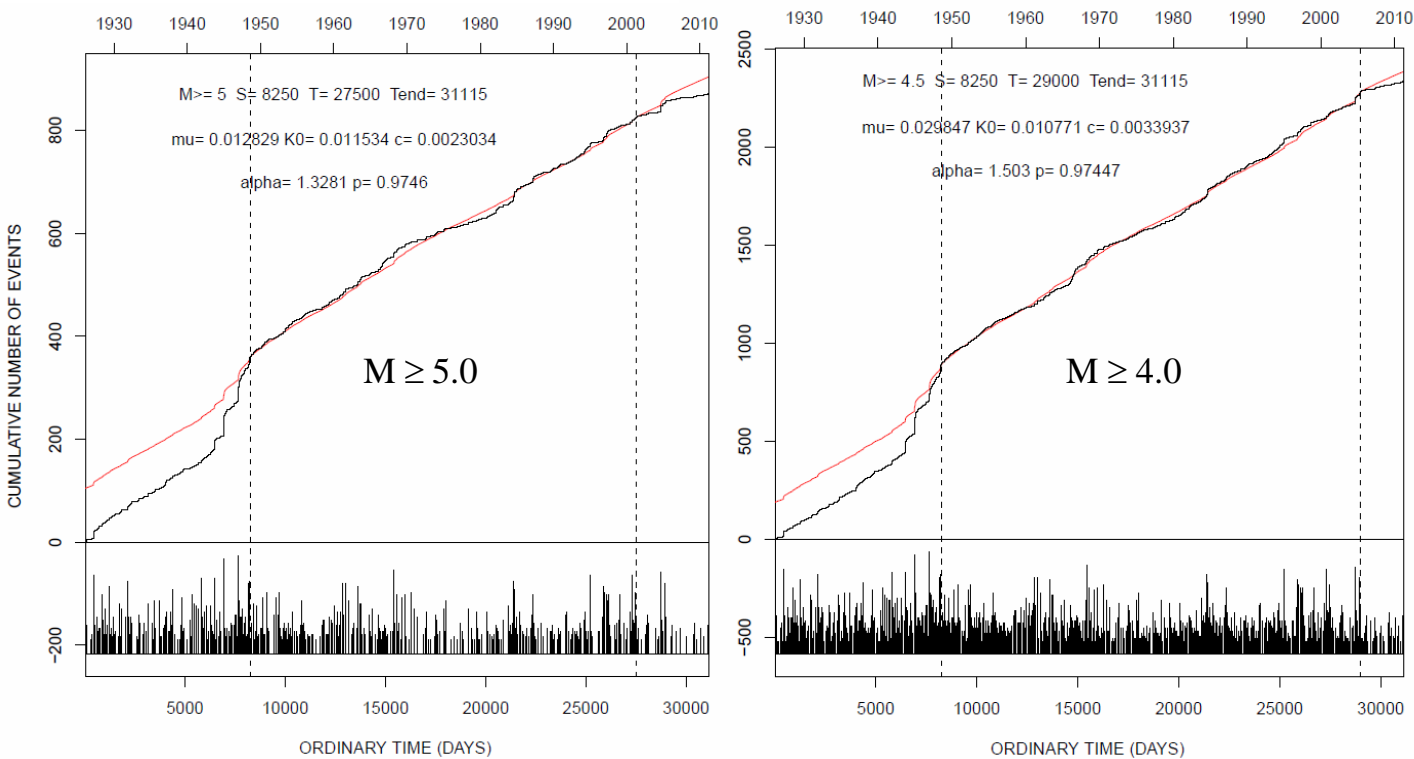 1930 1940 1950 1960 1970 1980 1990 2000 2010
M>= 5 S= 8250 T= 27500 Tend= 31115
mu= 0.012829 K0= 0.011534 c= 0.0023034
alpha= 1.3281 p= 0.9746
M ≥ 5.0
CUMULATIVE NUMBER OF EVENTS
800
600
400
200
0
−200
5000 10000 15000 20000 25000 30000
ORDINARY TIME (DAYS)
1930 1940 1950 1960 1970 1980 1990 2000 2010
M>= 4.5 S= 8250 T= 29000 Tend= 31115
mu= 0.029847 K0= 0.010771 c= 0.0033937
alpha= 1.503 p= 0.97447
M ≥ 4.0
2500
2000
1500
1000
500
0
−500
5000 10000 15000 20000 25000 30000
ORDINARY TIME (DAYS)